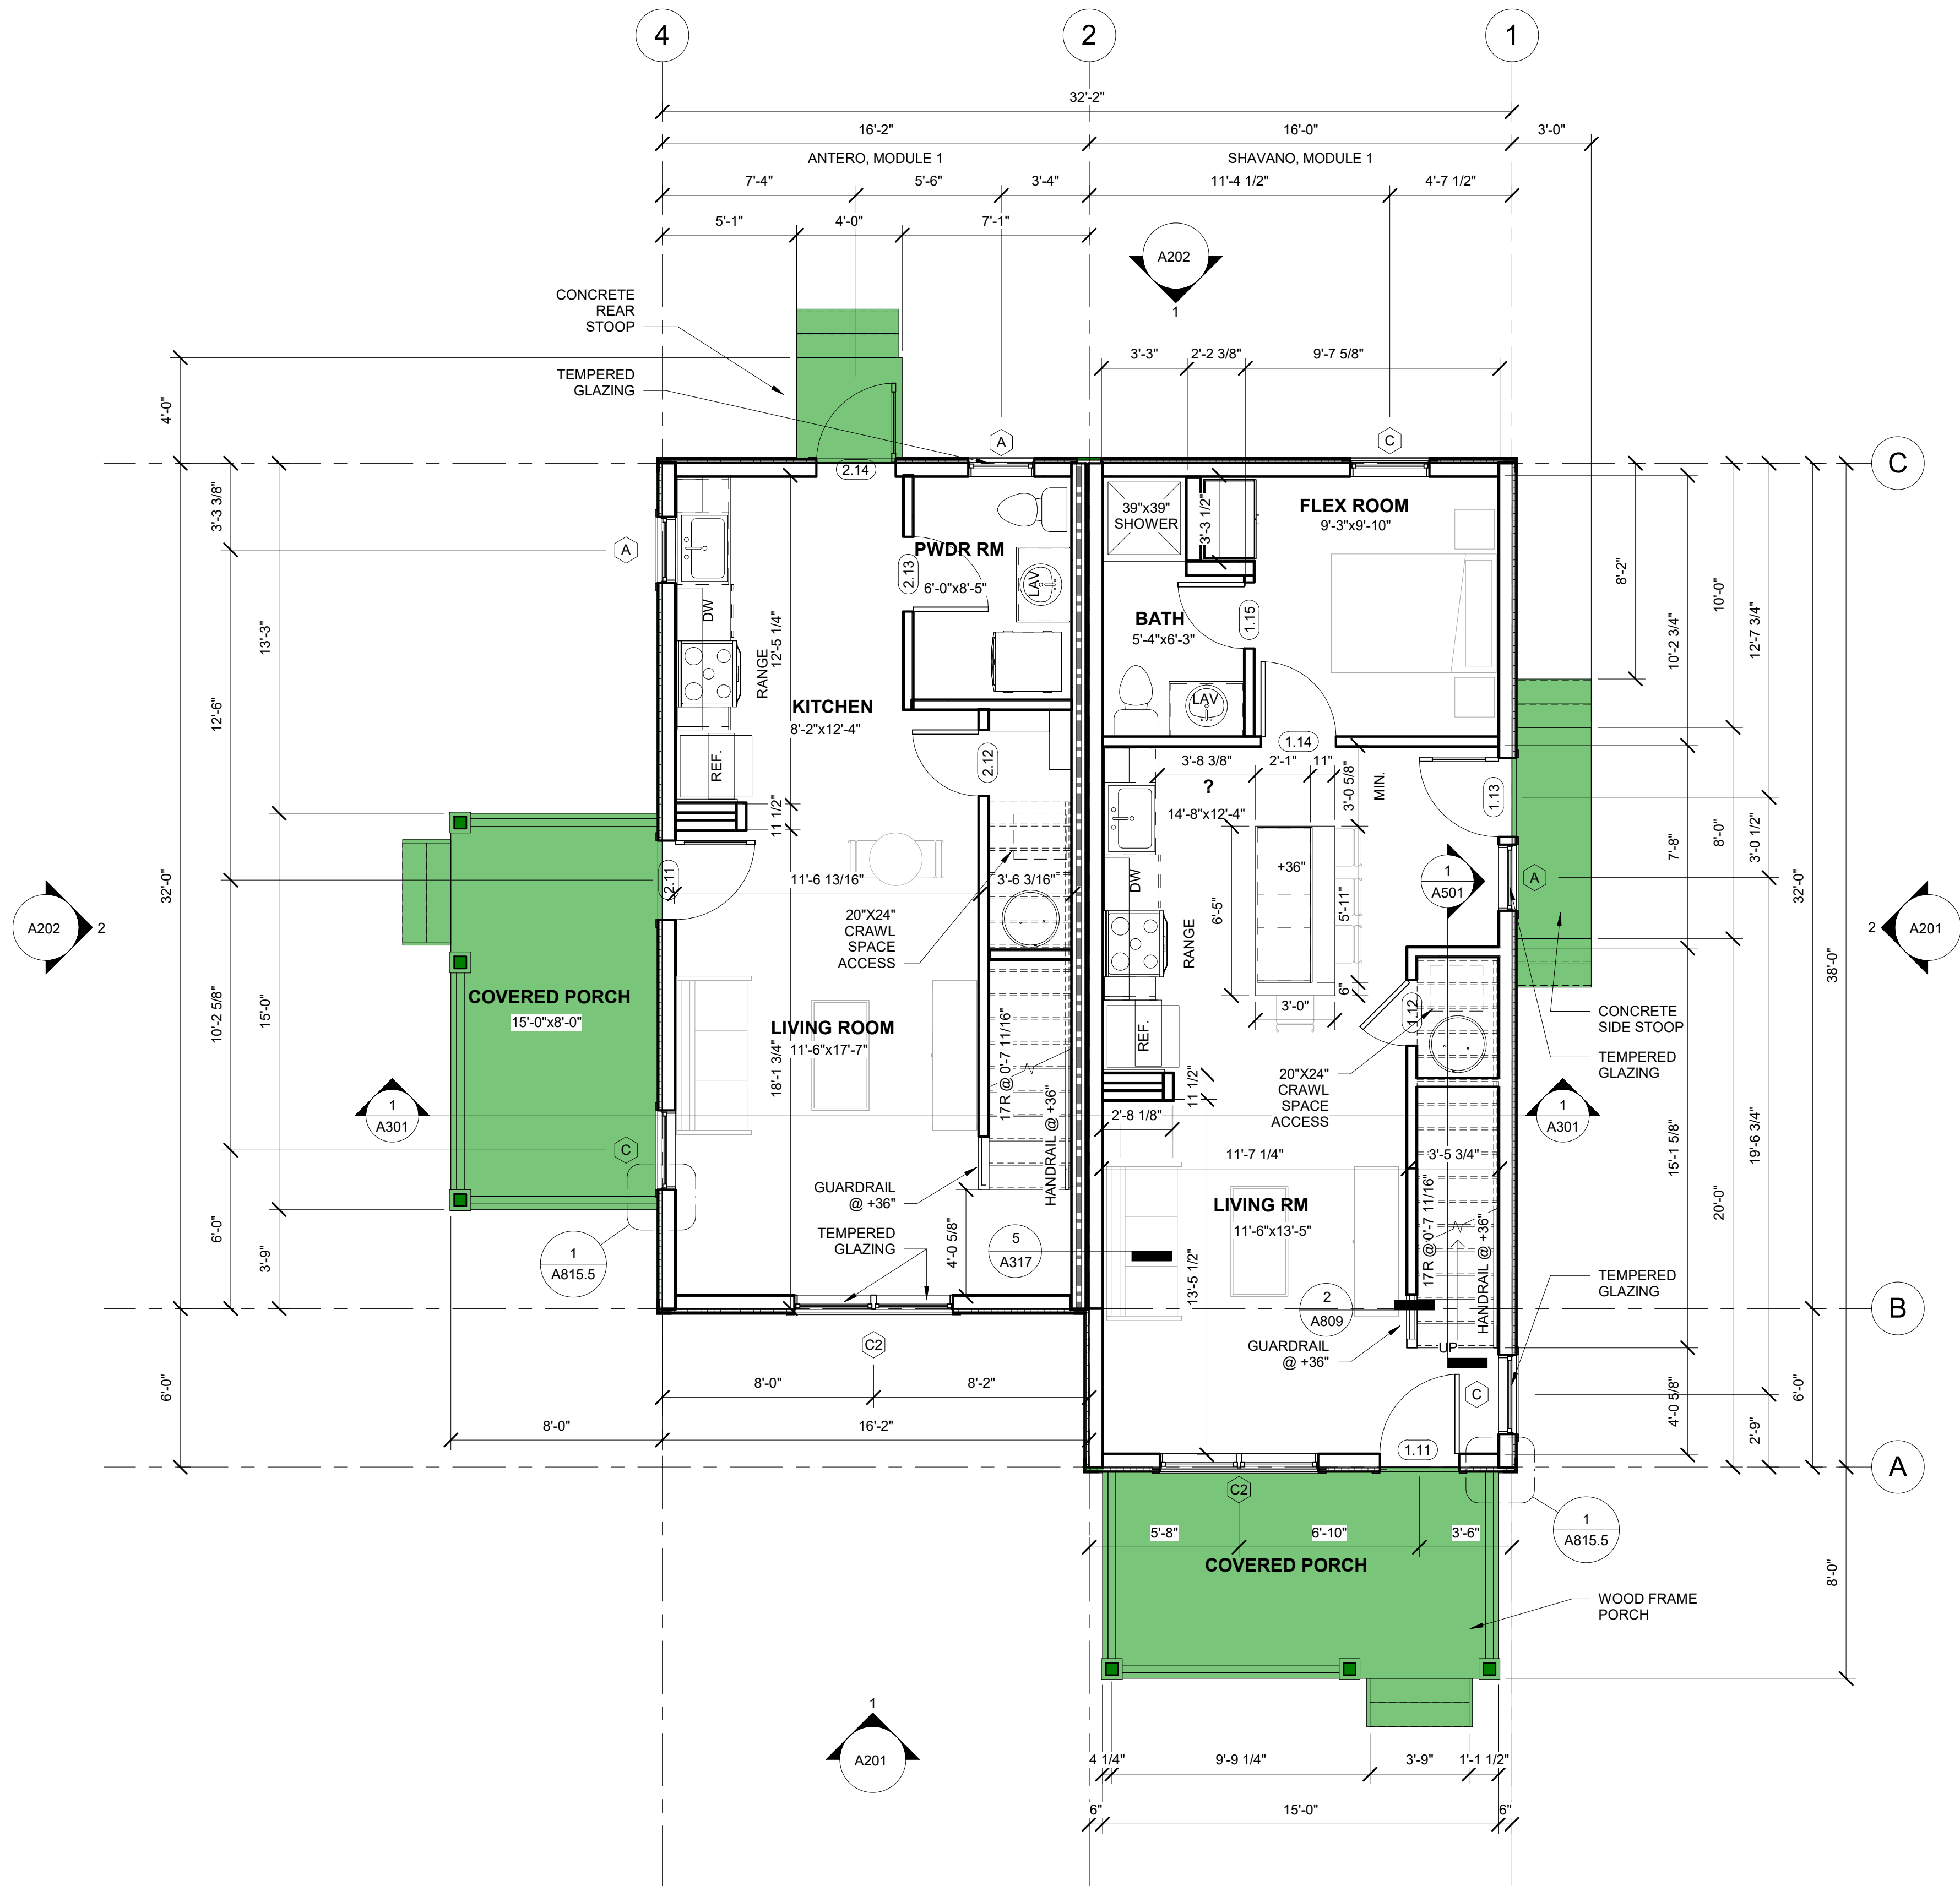 4
2
1
32'-2"
16'-2"
16'-0"
3'-0"
ANTERO, MODULE 1
SHAVANO, MODULE 1
7'-4"
5'-6"
3'-4"
11'-4 1/2"
4'-7 1/2"
5'-1"
4'-0"
7'-1"
A202
1
CONCRETE
REAR
STOOP
TEMPERED
GLAZING
3'-3"
2'-2 3/8"
9'-7 5/8"
4'-0"
A
C
C
2.14
3'-3 3/8"
A
39"x39"
SHOWER
3'-3 1/2"
FLEX ROOM
9'-3"x9'-10"
PWDR RM
6'-0"x8'-5"
2.13
LAV
DW
RANGE
12'-5 1/4"
BATH
5'-4"x6'-3"
1.15
LAV
8'-2"
10'-0"
10'-2 3/4"
12'-7 3/4"
13'-3"
12'-6"
KITCHEN
8'-2"x12'-4"
REF.
2.12
1.14
3'-8 3/8"
2'-1"
11"
?
14'-8"x12'-4"
3'-0 5/8"
MIN.
1.13
11 1/2"
+36"
DW
6'-5"
5'-11"
RANGE
1
A501
A
7'-8"
8'-0"
3'-0 1/2"
32'-0"
32'-0"
38'-0"
2.11
11'-6 13/16"
3'-6 3/16"
20"X24"
CRAWL
SPACE
ACCESS
A202
2
2
A201
COVERED PORCH
15'-0"x8'-0"
10'-2 5/8"
15'-0"
LIVING ROOM
11'-6"x17'-7"
18'-1 3/4"
17R @ 0'-7 11/16"
HANDRAIL @ +36"
6"
3'-0"
1.12
REF.
11 1/2"
2'-8 1/8"
20"X24"
CRAWL
SPACE
ACCESS
CONCRETE
SIDE STOOP
TEMPERED
GLAZING
1
A301
1
A301
C
11'-7 1/4"
3'-5 3/4"
15'-1 5/8"
19'-6 3/4"
20'-0"
GUARDRAIL
@ +36"
TEMPERED
GLAZING
4'-0 5/8"
5
A317
LIVING RM
11'-6"x13'-5"
13'-5 1/2"
17R @ 0'-7 11/16"
HANDRAIL @ +36"
6'-0"
3'-9"
1
A815.5
2
A809
GUARDRAIL
@ +36"
UP
TEMPERED
GLAZING
B
C2
C
6'-0"
8'-0"
8'-2"
8'-0"
16'-2"
4'-0 5/8"
2'-9"
6'-0"
1.11
A
C2
5'-8"
6'-10"
3'-6"
COVERED PORCH
1
A815.5
8'-0"
WOOD FRAME
PORCH
1
A201
4 1/4"
9'-9 1/4"
3'-9"
1'-1 1/2"
6"
15'-0"
6"